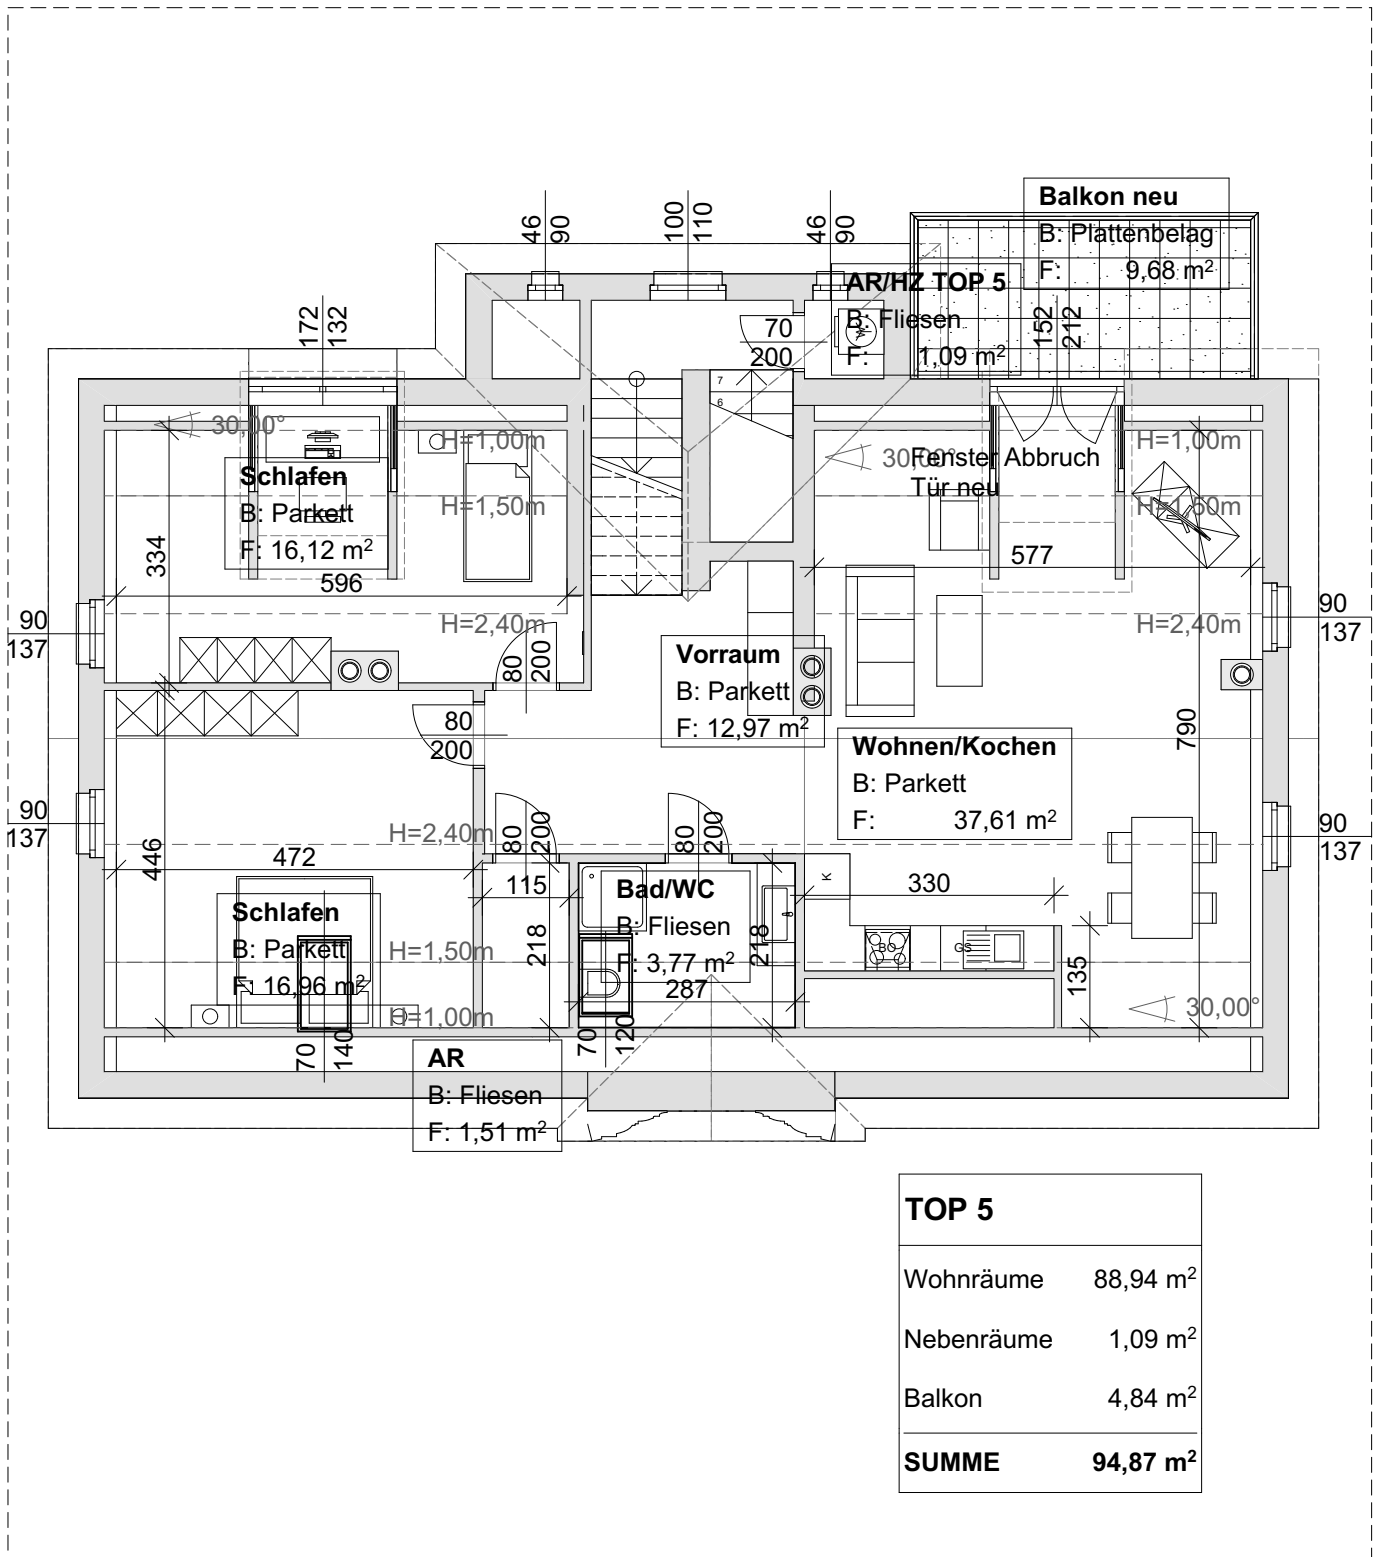 46
90
100
110
46
90
Balkon neu
B: Plattenbelag
F: 9,68 m²
AR/HZ TOP 5
B: Fliesen
F: 1,09 m²
172
132
70
200
152
212
7
6
30,00°
H=1,00m
30,00°
Fenster Abbruch
Tür neu
H=1,00m
Schlafen
B: Parkett
F: 16,12 m²
H=1,50m
H=1,50m
334
596
577
H=2,40m
H=2,40m
90
137
90
137
80
200
Vorraum
B: Parkett
F: 12,97 m²
80
200
Wohnen/Kochen
B: Parkett
F: 37,61 m²
790
90
137
90
137
446
472
H=2,40m
80
200
80
200
115
218
Bad/WC
B: Fliesen
F: 3,77 m²
218
287
K
330
BO
GS
135
Schlafen
B: Parkett
F: 16,96 m²
H=1,50m
H=1,00m
30,00°
70
140
70
120
AR
B: Fliesen
F: 1,51 m²
TOP 5
Wohnräume 88,94 m²
Nebenräume 1,09 m²
Balkon 4,84 m²
SUMME 94,87 m²